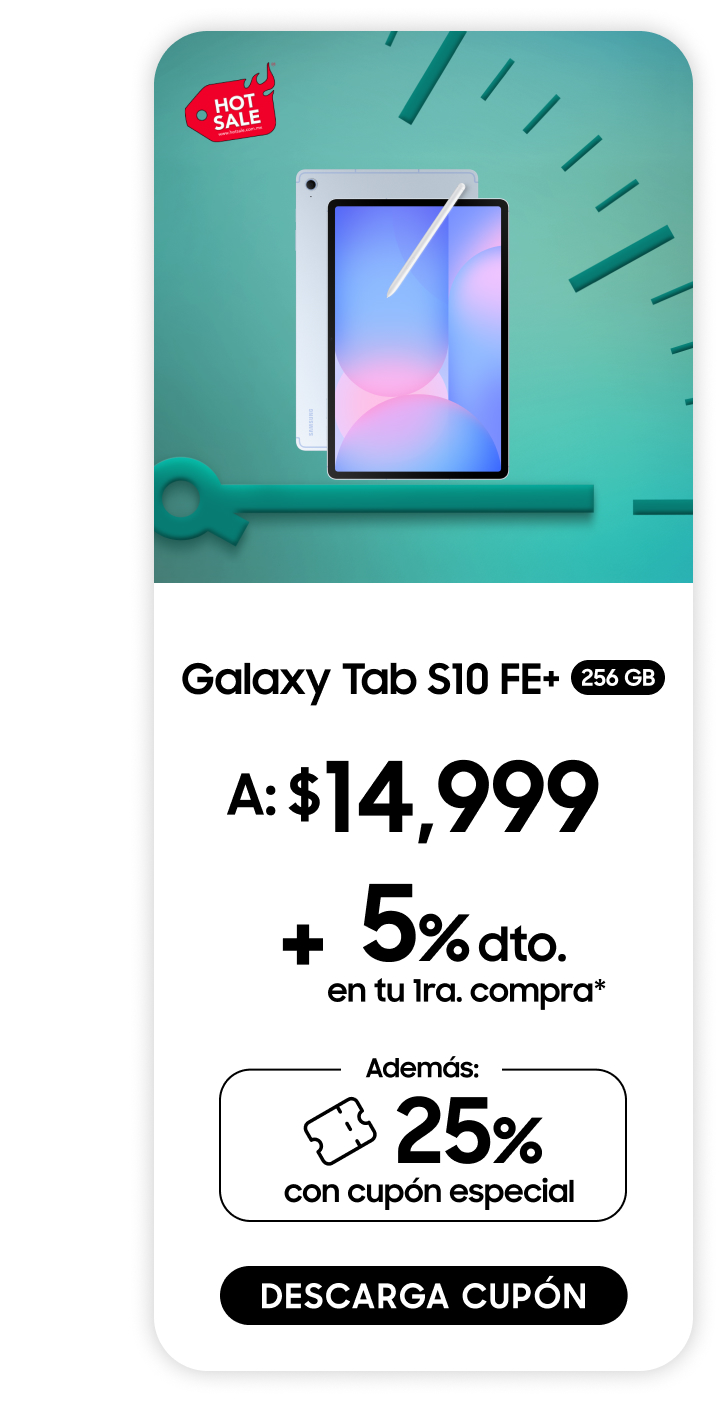 HOT
SALE
www.hotsale.com.mx
SAMSUNG
Galaxy Tab S10 FE+ 256 GB
A: $14,999
+ 5% dto.
en tu 1ra. compra*
Además:
25%
con cupón especial
DESCARGA CUPÓN